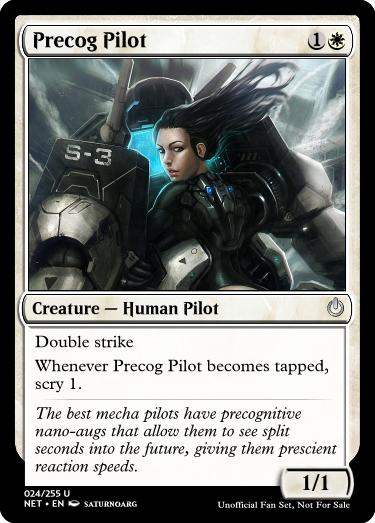 Precog Pilot 1
S-3
Creature — Human Pilot
Double strike
Whenever Precog Pilot becomes tapped,
scry 1.
The best mecha pilots have precognitive
nano-augs that allow them to see split
seconds into the future, giving them prescient
reaction speeds.
1/1
024/255 U
NET • EN SATURNOARG
Unofficial Fan Set, Not For Sale